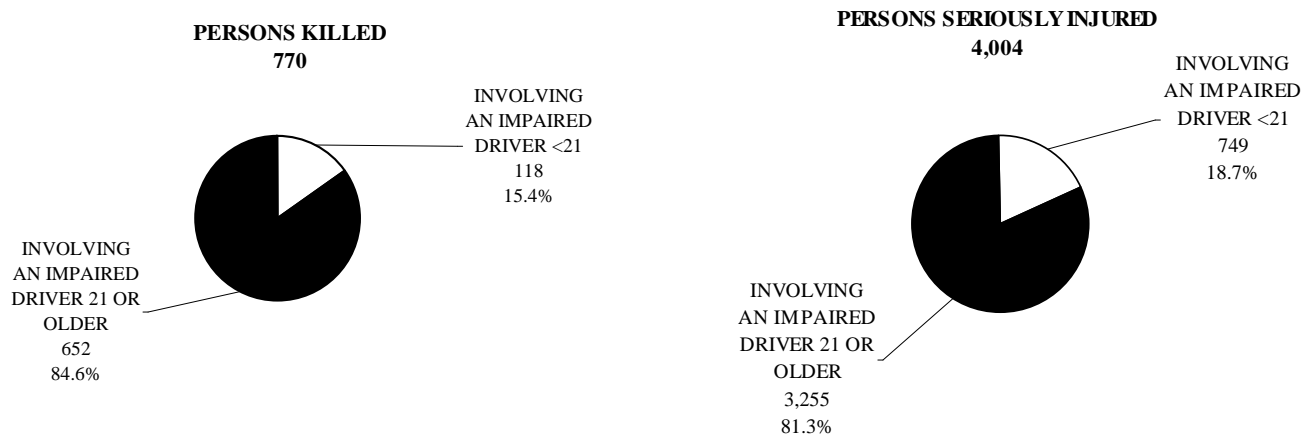 PERSONS KILLED
770
INVOLVING
AN IMPAIRED
DRIVER <21
118
15.4%
INVOLVING
AN IMPAIRED
DRIVER 21 OR
OLDER
652
84.6%
PERSONS SERIOUSLY INJURED
4,004
INVOLVING
AN IMPAIRED
DRIVER <21
749
18.7%
INVOLVING
AN IMPAIRED
DRIVER 21 OR
OLDER
3,255
81.3%